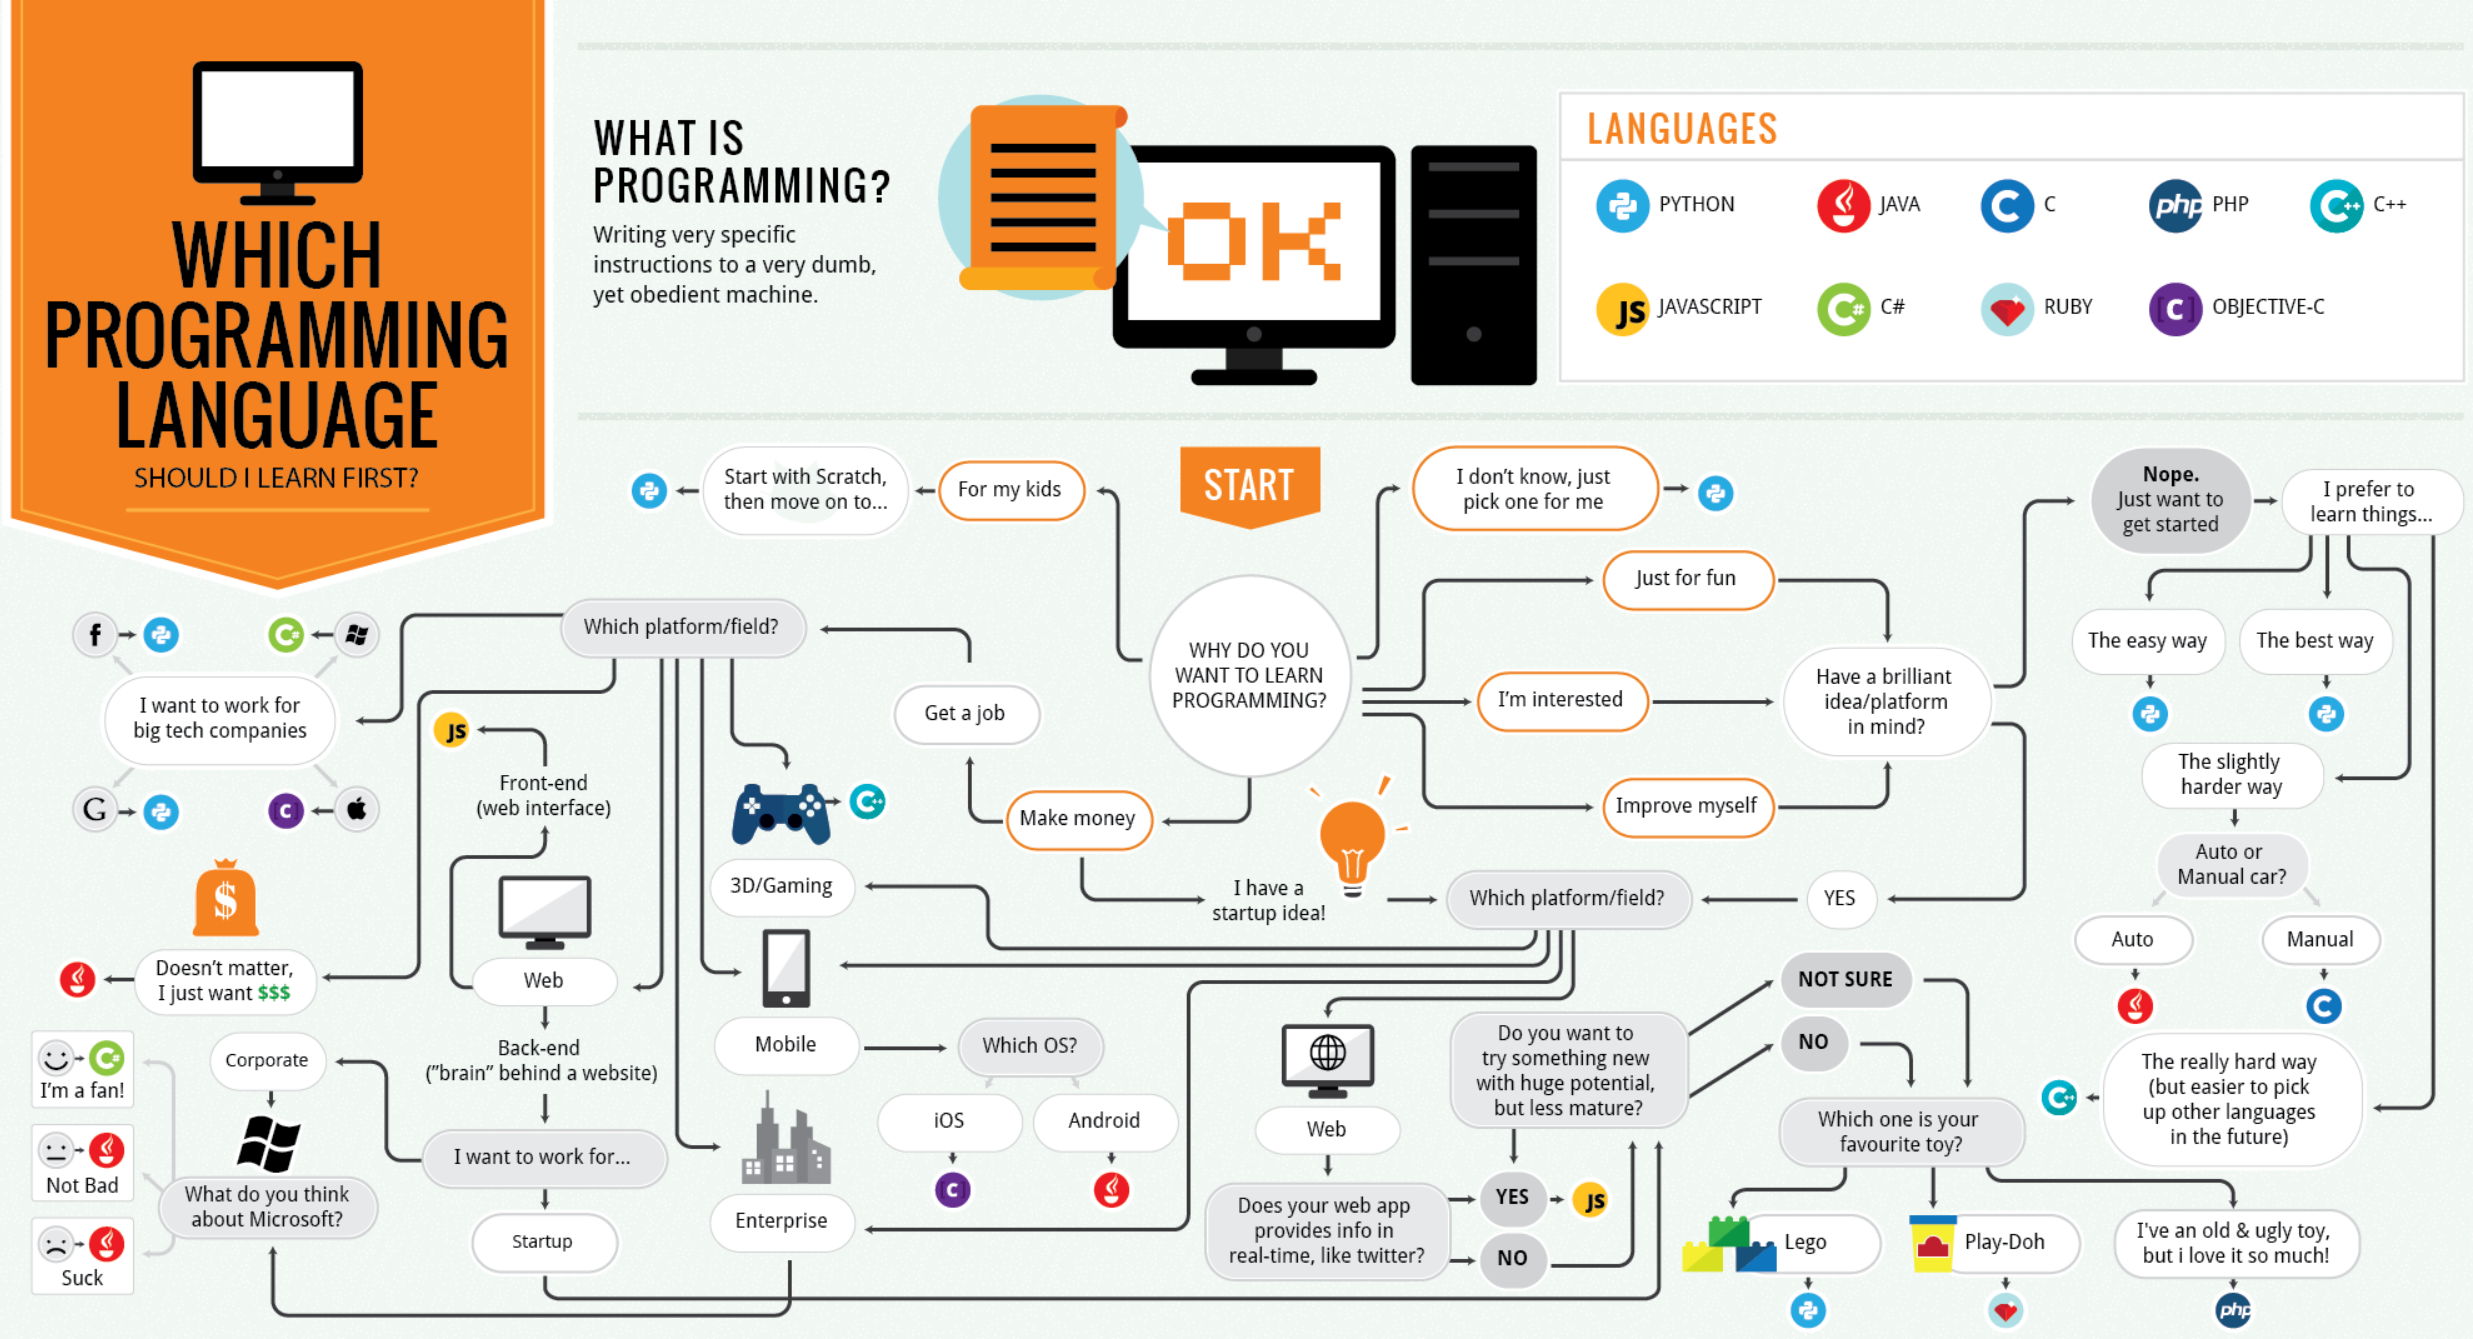 WHICH
PROGRAMMING
LANGUAGE
SHOULD I LEARN FIRST?
WHAT IS
PROGRAMMING?
Writing very specific
instructions to a very dumb,
yet obedient machine.
OK
LANGUAGES
PYTHON
JAVA
C
C
php
PHP
C++
C++
JS
JAVASCRIPT
C#
C#
RUBY
[C]
OBJECTIVE-C
START
WHY DO YOU
WANT TO LEARN
PROGRAMMING?
For my kids
Start with Scratch,
then move on to...
I don't know, just
pick one for me
Just for fun
I'm interested
Improve myself
Have a brilliant
idea/platform
in mind?
Nope.
Just want to
get started
I prefer to
learn things...
The easy way
The best way
The slightly
harder way
Auto or
Manual car?
Auto
Manual
C
The really hard way
(but easier to pick
up other languages
in the future)
C++
YES
Make money
Get a job
I have a
startup idea!
Which platform/field?
Which platform/field?
I want to work for
big tech companies
f
C#
G
[C]
$
Doesn't matter,
I just want $$$
JS
Front-end
(web interface)
Web
Back-end
("brain" behind a website)
I want to work for...
Corporate
Startup
What do you think
about Microsoft?
C#
I'm a fan!
Not Bad
Suck
C++
3D/Gaming
Mobile
Which OS?
iOS
Android
[C]
Enterprise
Web
Does your web app
provides info in
real-time, like twitter?
YES
JS
NO
Do you want to
try something new
with huge potential,
but less mature?
NOT SURE
NO
Which one is your
favourite toy?
Lego
Play-Doh
I've an old & ugly toy,
but i love it so much!
php